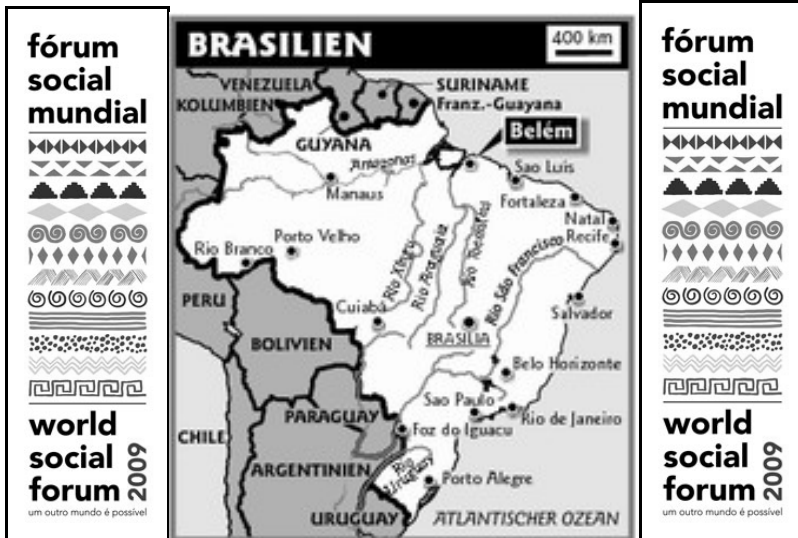 fórum
social
mundial
world
social
forum 2009
um outro mundo é possível
BRASILIEN
400 km
VENEZUELA
SURINAME
KOLUMBIEN
Franz.-Guayana
Belém
GUYANA
Amazonas
Sao Luis
Manaus
Fortaleza
Natal
Recife
Rio Branco
Porto Velho
Rio Xingu
Rio Araguaia
Rio Tocantins
Rio São Francisco
PERU
Cuiabá
Salvador
BRASILIA
BOLIVIEN
Belo Horizonte
Sao Paulo
PARAGUAY
Rio de Janeiro
CHILE
Foz do Iguacu
ARGENTINIEN
Rio
Uruguay
Porto Alegre
URUGUAY
ATLANTISCHER OZEAN
fórum
social
mundial
world
social
forum 2009
um outro mundo é possível